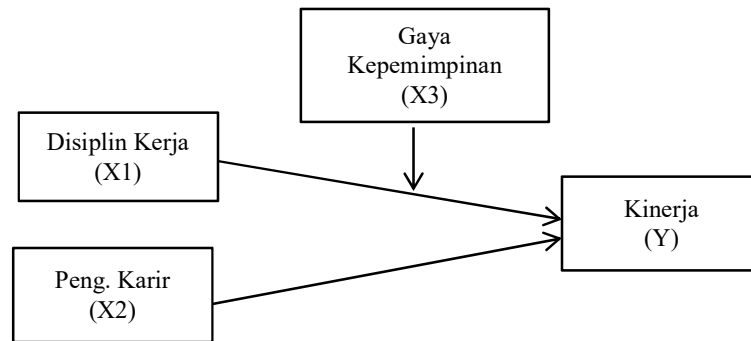 Gaya
Kepemimpinan
(X3)
Disiplin Kerja
(X1)
Kinerja
(Y)
Peng. Karir
(X2)